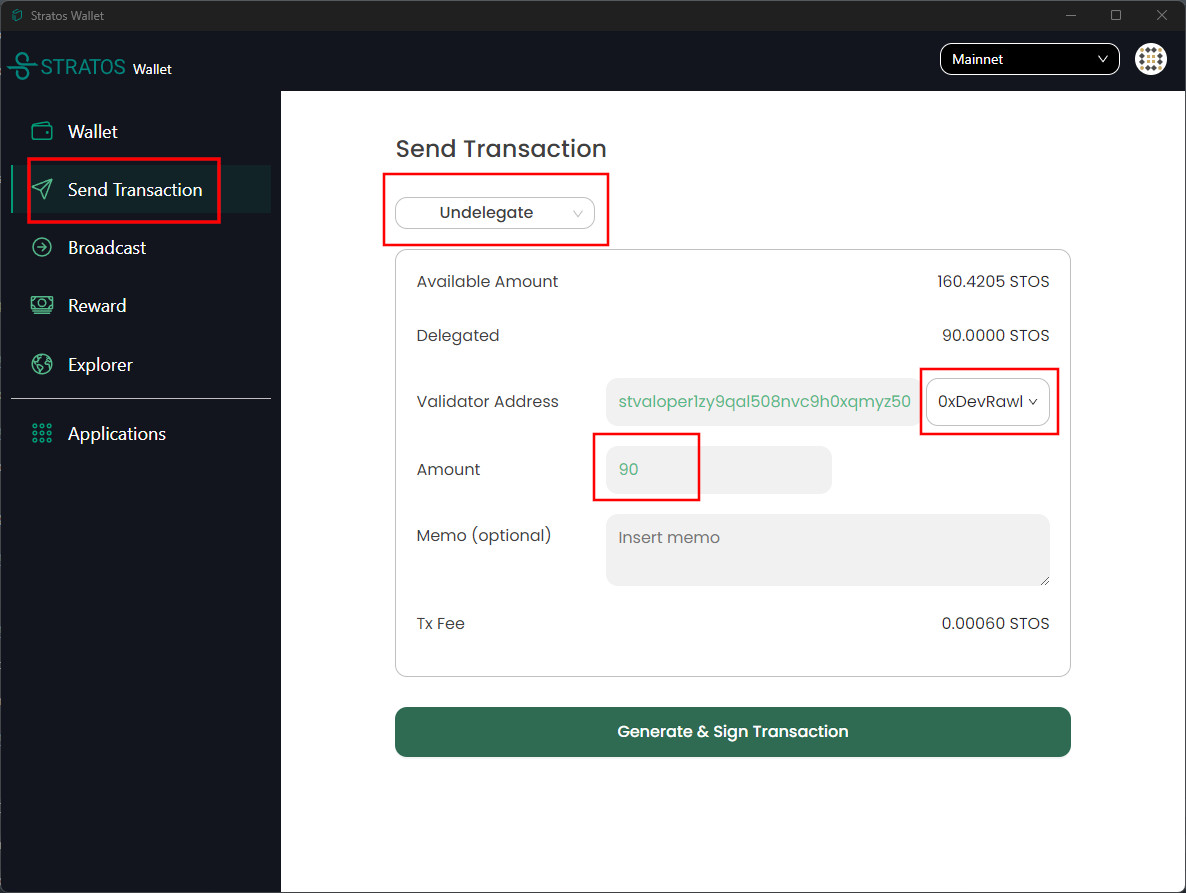 Stratos Wallet
STRATOS Wallet
Mainnet
Wallet
Send Transaction
Broadcast
Reward
Explorer
Applications
Send Transaction
Undelegate
Available Amount 160.4205 STOS
Delegated 90.0000 STOS
Validator Address stvaloper1zy9qal508nvc9h0xqmyz50 0xDevRawl
Amount 90
Memo (optional) Insert memo
Tx Fee 0.00060 STOS
Generate & Sign Transaction